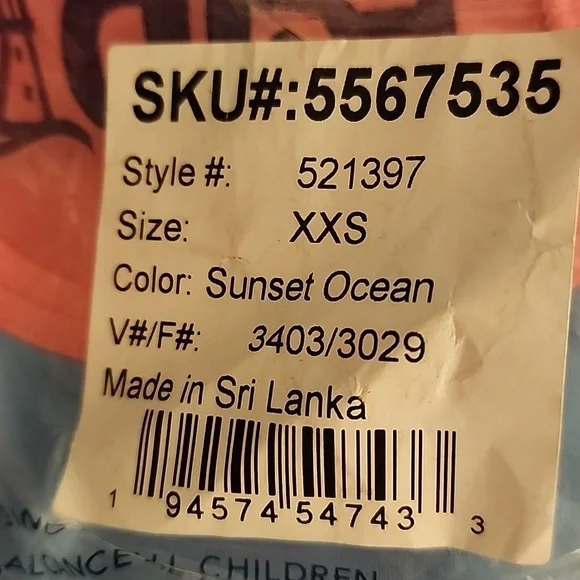 SKU#:5567535
Style #: 521397
Size: XXS
Color: Sunset Ocean
V#/F#: 3403/3029
Made in Sri Lanka
1 94574 54743 3
CHILDREN